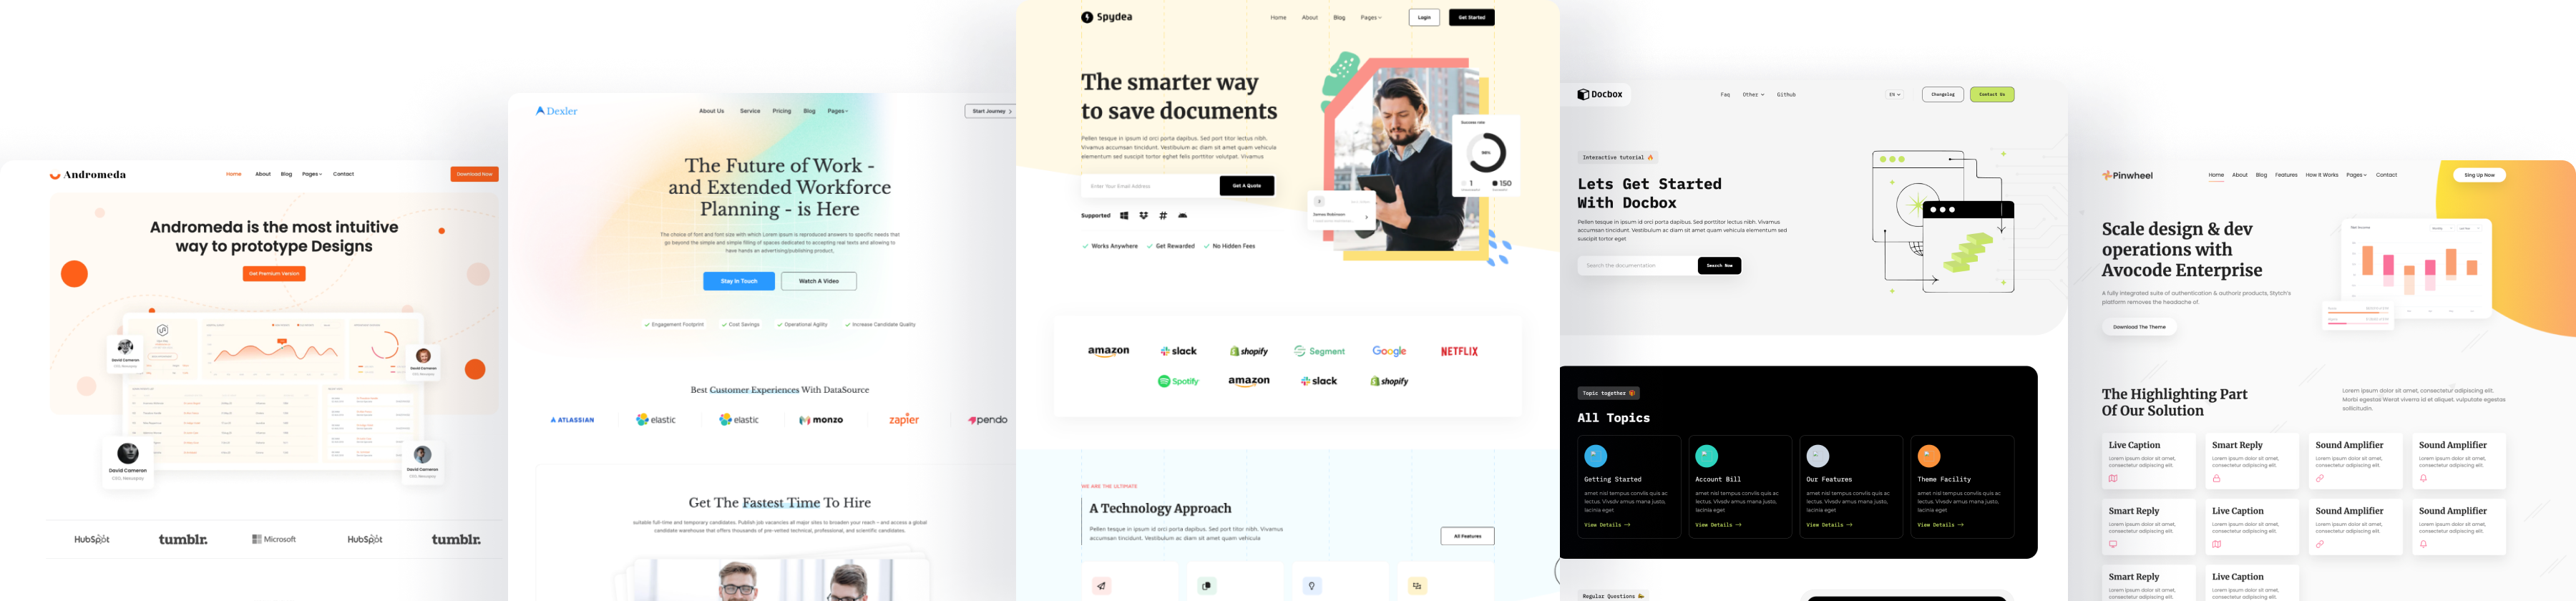 Andromeda
Home About Blog Pages Contact
Download Now
Andromeda is the most intuitive
way to prototype Designs
Get Premium Version
David Cameron
David Cameron
David Cameron
CEO, Nexuspay
David Cameron
HubSpot tumblr. Microsoft HubSpot tumblr.
Dexler
About Us Service Pricing Blog Pages
Start Journey
The Future of Work -
and Extended Workforce
Planning - is Here
The choice of font and font size with which Lorem Ipsum is reproduced answers to specific needs that
go beyond the simple and simple filling of spaces dedicated to accepting real texts and allowing to
have hands on advertising/publishing product,
Stay In Touch
Watch A Video
Engagement Footprint Cost Savings Operational Agility Increase Candidate Quality
Best Customer Experiences With DataSource
ATLASSIAN elastic elastic monzo zapier pendo
Get The Fastest Time To Hire
suitable full-time and temporary candidates. Publish job vacancies all major sites to broaden your reach – and access a global
candidate warehouse that offers thousands of pre-vetted technical, professional, and scientific candidates.
Spydea
Home About Blog Pages
Login
Get Started
The smarter way
to save documents
Pellen tesque in ipsum id orci porta dapibus. Sed port titor lectus nibh.
Vivamus accumsan tincidunt. Vestibulum ac diam sit amet quam vehicula
elementum sed suscipit tortor eghet felis porttitor volutpat. Vivamus
Enter Your Email Address
Get A Quote
Supported
Works Anywhere Get Rewarded No Hidden Fees
Success rate
98%
1 150
James Robinson
amazon slack shopify Segment Google NETFLIX
Spotify amazon slack shopify
WE ARE THE ULTIMATE
A Technology Approach
Pellen tesque in ipsum id orci porta dapibus. Sed port titor lectus nibh. Vivamus
accumsan tincidunt. Vestibulum ac diam sit amet quam vehicula
All Features
Docbox
Faq Other Github
EN
Changelog
Contact Us
Interactive tutorial
Lets Get Started
With Docbox
Pellen tesque in ipsum id orci porta dapibus. Sed porttitor lectus nibh. Vivamus
accumsan tincidunt. Vestibulum ac diam sit amet quam vehicula elementum sed
suscipit tortor eget
Search the documentation
Search Now
Topic together
All Topics
Getting Started
amet nisl tempus convlis quis ac
lectus. Vivsdv amus mana justo,
lacinia eget
View Details
Account Bill
amet nisl tempus convlis quis ac
lectus. Vivsdv amus mana justo,
lacinia eget
View Details
Our Features
amet nisl tempus convlis quis ac
lectus. Vivsdv amus mana justo,
lacinia eget
View Details
Theme Facility
amet nisl tempus convlis quis ac
lectus. Vivsdv amus mana justo,
lacinia eget
View Details
Regular Questions
Pinwheel
Home About Blog Features How It Works Pages Contact
Sing Up Now
Scale design & dev
operations with
Avocode Enterprise
A fully integrated suite of authentication & authoriz products, Stytch's
platform removes the headache of.
Download The Theme
The Highlighting Part
Of Our Solution
Lorem ipsum dolor sit amet, consectetur adipiscing elit.
Morbi egestas Werat viverra id et aliquet. vulputate egestas
sollicitudin.
Live Caption
Lorem ipsum dolor sit amet,
consectetur adipiscing elit.
Smart Reply
Lorem ipsum dolor sit amet,
consectetur adipiscing elit.
Sound Amplifier
Lorem ipsum dolor sit amet,
consectetur adipiscing elit.
Sound Amplifier
Lorem ipsum dolor sit amet,
consectetur adipiscing elit.
Smart Reply
Lorem ipsum dolor sit amet,
consectetur adipiscing elit.
Live Caption
Lorem ipsum dolor sit amet,
consectetur adipiscing elit.
Sound Amplifier
Lorem ipsum dolor sit amet,
consectetur adipiscing elit.
Sound Amplifier
Lorem ipsum dolor sit amet,
consectetur adipiscing elit.
Smart Reply
Lorem ipsum dolor sit amet,
Live Caption
Lorem ipsum dolor sit amet,